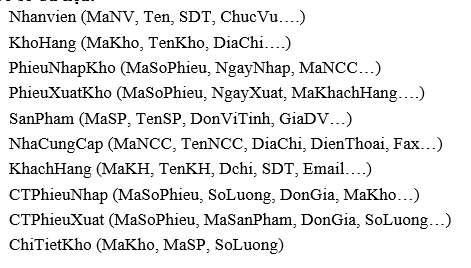 Nhanvien (MaNV, Ten, SDT, ChucVu….)
KhoHang (MaKho, TenKho, DiaChi….)
PhieuNhapKho (MaSoPhieu, NgayNhap, MaNCC…)
PhieuXuatKho (MaSoPhieu, NgayXuat, MaKhachHang….)
SanPham (MaSP, TenSP, DonViTinh, GiaDV…)
NhaCungCap (MaNCC, TenNCC, DiaChi, DienThoai, Fax…)
KhachHang (MaKH, TenKH, Dchi, SDT, Email….)
CTPhieuNhap (MaSoPhieu, SoLuong, DonGia, MaKho…)
CTPhieuXuat (MaSoPhieu, MaSanPham, DonGia, SoLuong…)
ChiTietKho (MaKho, MaSP, SoLuong)